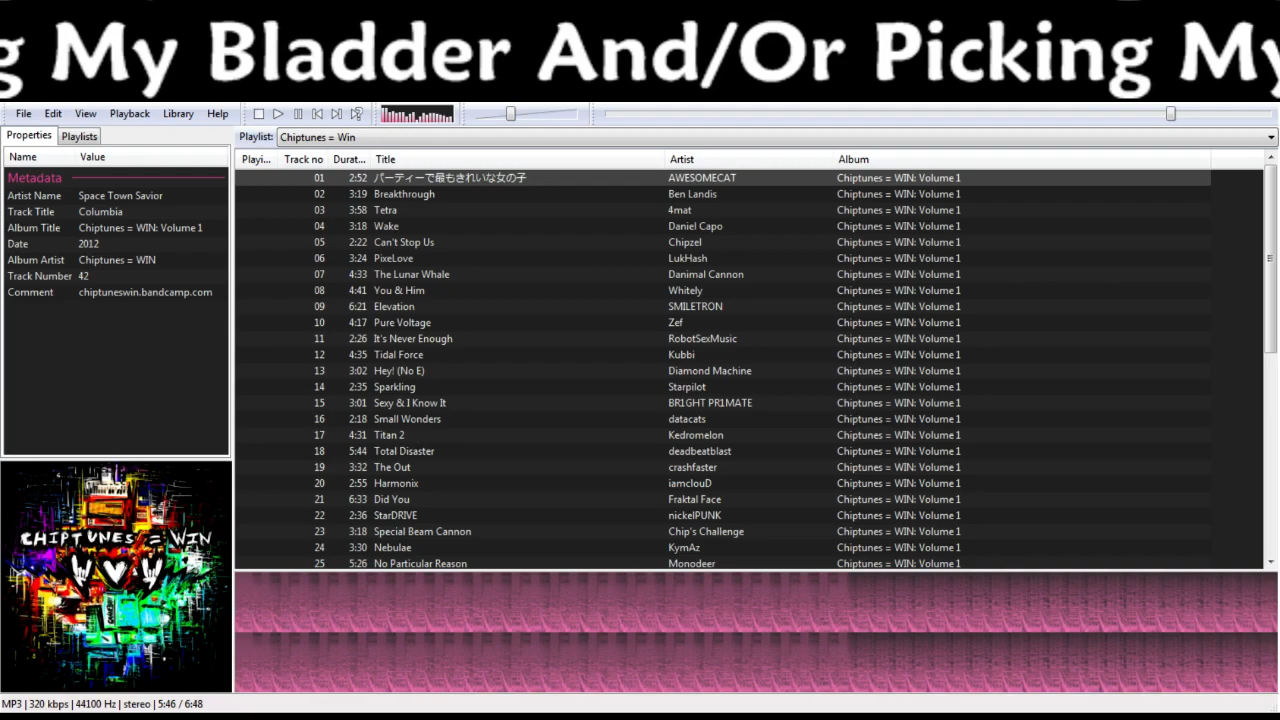 g My Bladder And/Or Picking My
File Edit View Playback Library Help
Properties Playlists
Playlist: Chiptunes = Win
Name Value
Metadata
Artist Name Space Town Savior
Track Title Columbia
Album Title Chiptunes = WIN: Volume 1
Date 2012
Album Artist Chiptunes = WIN
Track Number 42
Comment chiptuneswin.bandcamp.com
Playi... Track no Durat... Title Artist Album
01 2:52 パーティーで最もきれいな女の子 AWESOMECAT Chiptunes = WIN: Volume 1
02 3:19 Breakthrough Ben Landis Chiptunes = WIN: Volume 1
03 3:58 Tetra 4mat Chiptunes = WIN: Volume 1
04 3:18 Wake Daniel Capo Chiptunes = WIN: Volume 1
05 2:22 Can't Stop Us Chipzel Chiptunes = WIN: Volume 1
06 3:24 PixeLove LukHash Chiptunes = WIN: Volume 1
07 4:33 The Lunar Whale Danimal Cannon Chiptunes = WIN: Volume 1
08 4:41 You & Him Whitely Chiptunes = WIN: Volume 1
09 6:21 Elevation SMILETRON Chiptunes = WIN: Volume 1
10 4:17 Pure Voltage Zef Chiptunes = WIN: Volume 1
11 2:26 It's Never Enough RobotSexMusic Chiptunes = WIN: Volume 1
12 4:35 Tidal Force Kubbi Chiptunes = WIN: Volume 1
13 3:02 Hey! (No E) Diamond Machine Chiptunes = WIN: Volume 1
14 2:35 Sparkling Starpilot Chiptunes = WIN: Volume 1
15 3:01 Sexy & I Know It BR1GHT PR1MATE Chiptunes = WIN: Volume 1
16 2:18 Small Wonders datacats Chiptunes = WIN: Volume 1
17 4:31 Titan 2 Kedromelon Chiptunes = WIN: Volume 1
18 5:44 Total Disaster deadbeatblast Chiptunes = WIN: Volume 1
19 3:32 The Out crashfaster Chiptunes = WIN: Volume 1
20 2:55 Harmonix iamclouD Chiptunes = WIN: Volume 1
21 6:33 Did You Fraktal Face Chiptunes = WIN: Volume 1
22 2:36 StarDRIVE nickelPUNK Chiptunes = WIN: Volume 1
23 3:18 Special Beam Cannon Chip's Challenge Chiptunes = WIN: Volume 1
24 3:30 Nebulae KymAz Chiptunes = WIN: Volume 1
25 5:26 No Particular Reason Monodeer Chiptunes = WIN: Volume 1
CHIPTUNES = WIN
MP3 | 320 kbps | 44100 Hz | stereo | 5:46 / 6:48